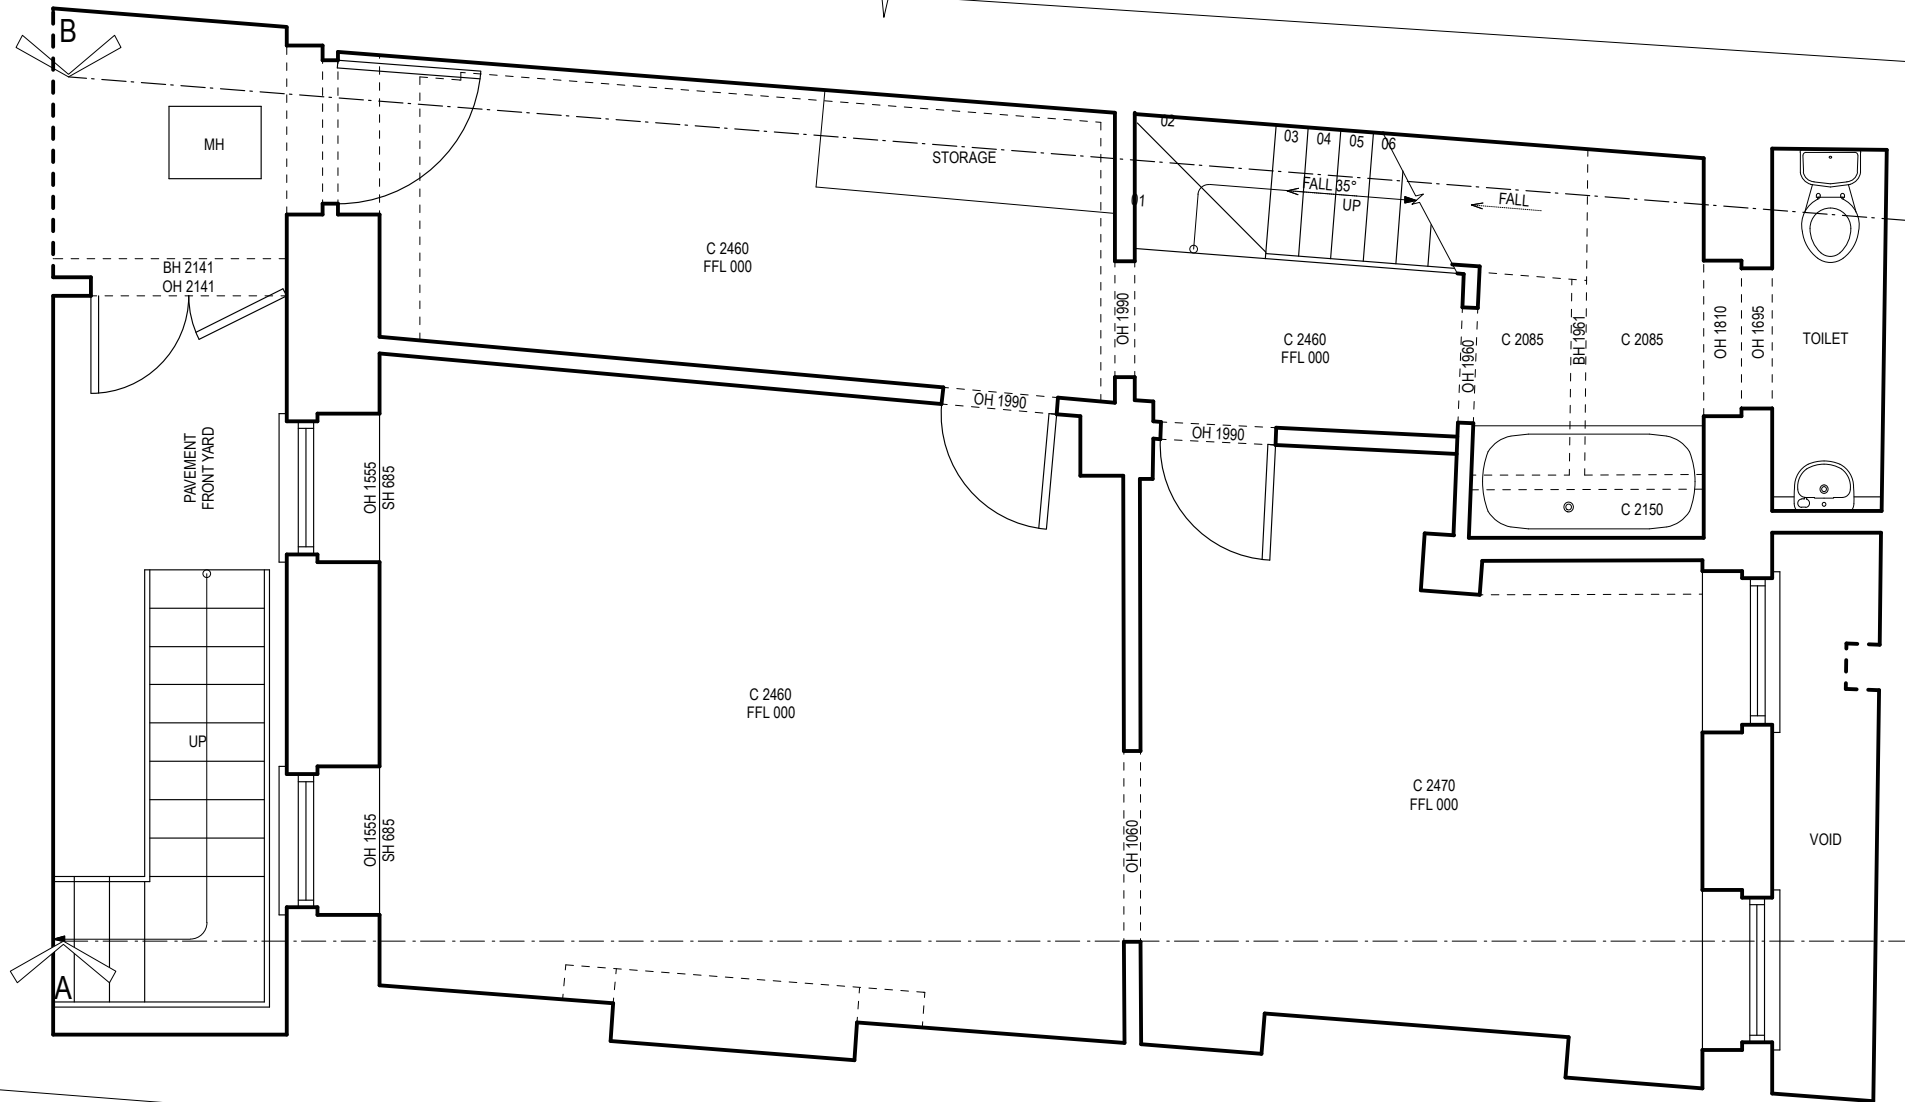 B
MH
BH 2141
OH 2141
STORAGE
C 2460
FFL 000
02
03
04
05
06
01
FALL 35°
UP
FALL
OH 1990
C 2460
FFL 000
OH 1960
C 2085
BH 1961
C 2085
OH 1810
OH 1695
TOILET
OH 1990
OH 1990
PAVEMENT
FRONT YARD
OH 1555
SH 685
C 2150
C 2460
FFL 000
UP
OH 1555
SH 685
OH 1060
C 2470
FFL 000
VOID
A